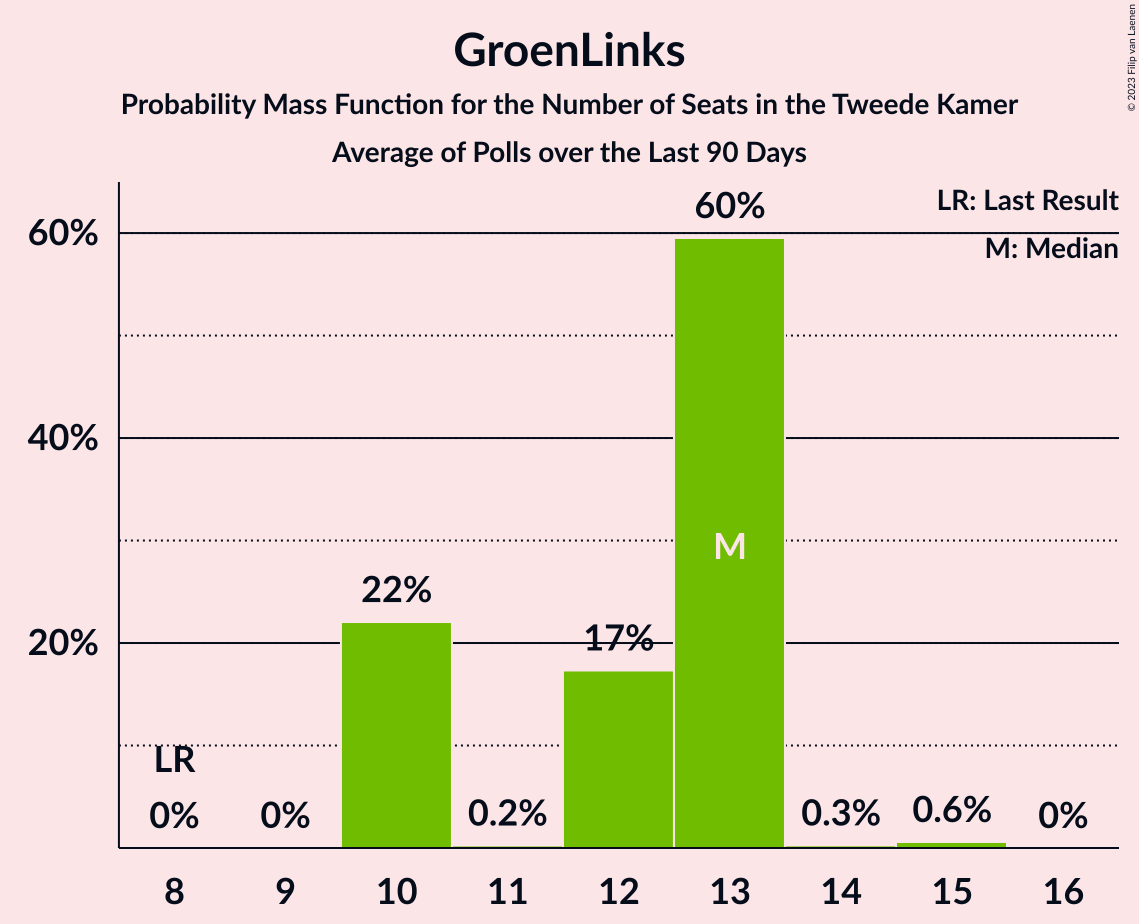 GroenLinks
Probability Mass Function for the Number of Seats in the Tweede Kamer
Average of Polls over the Last 90 Days
© 2023 Filip van Laenen
LR: Last Result
M: Median
60%
40%
20%
LR
0%
0%
22%
0.2%
17%
60%
M
0.3%
0.6%
0%
8 9 10 11 12 13 14 15 16